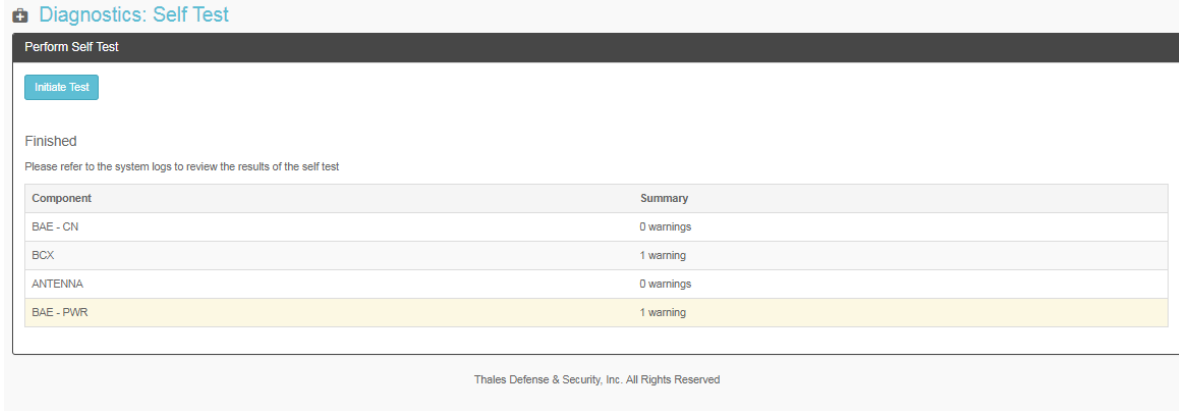 Diagnostics: Self Test
Perform Self Test
Initiate Test
Finished
Please refer to the system logs to review the results of the self test
Component Summary
BAE - CN 0 warnings
BCX 1 warning
ANTENNA 0 warnings
BAE - PWR 1 warning
Thales Defense & Security, Inc. All Rights Reserved